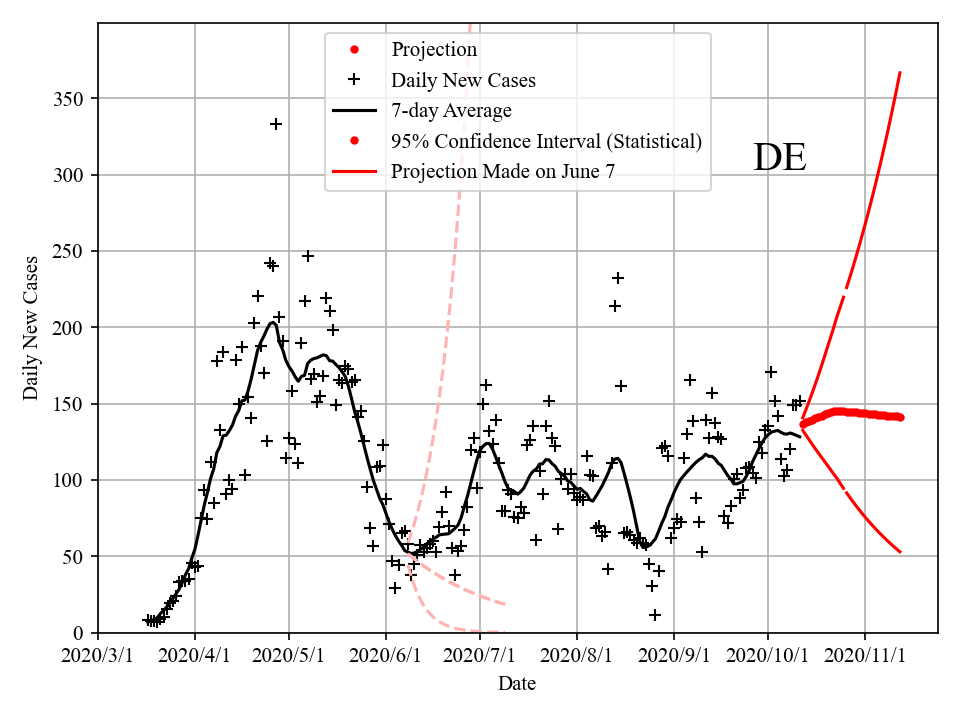 Projection
Daily New Cases
7-day Average
95% Confidence Interval (Statistical)
Projection Made on June 7
DE
Daily New Cases
350
300
250
200
150
100
50
0
2020/3/1 2020/4/1 2020/5/1 2020/6/1 2020/7/1 2020/8/1 2020/9/1 2020/10/1 2020/11/1
Date